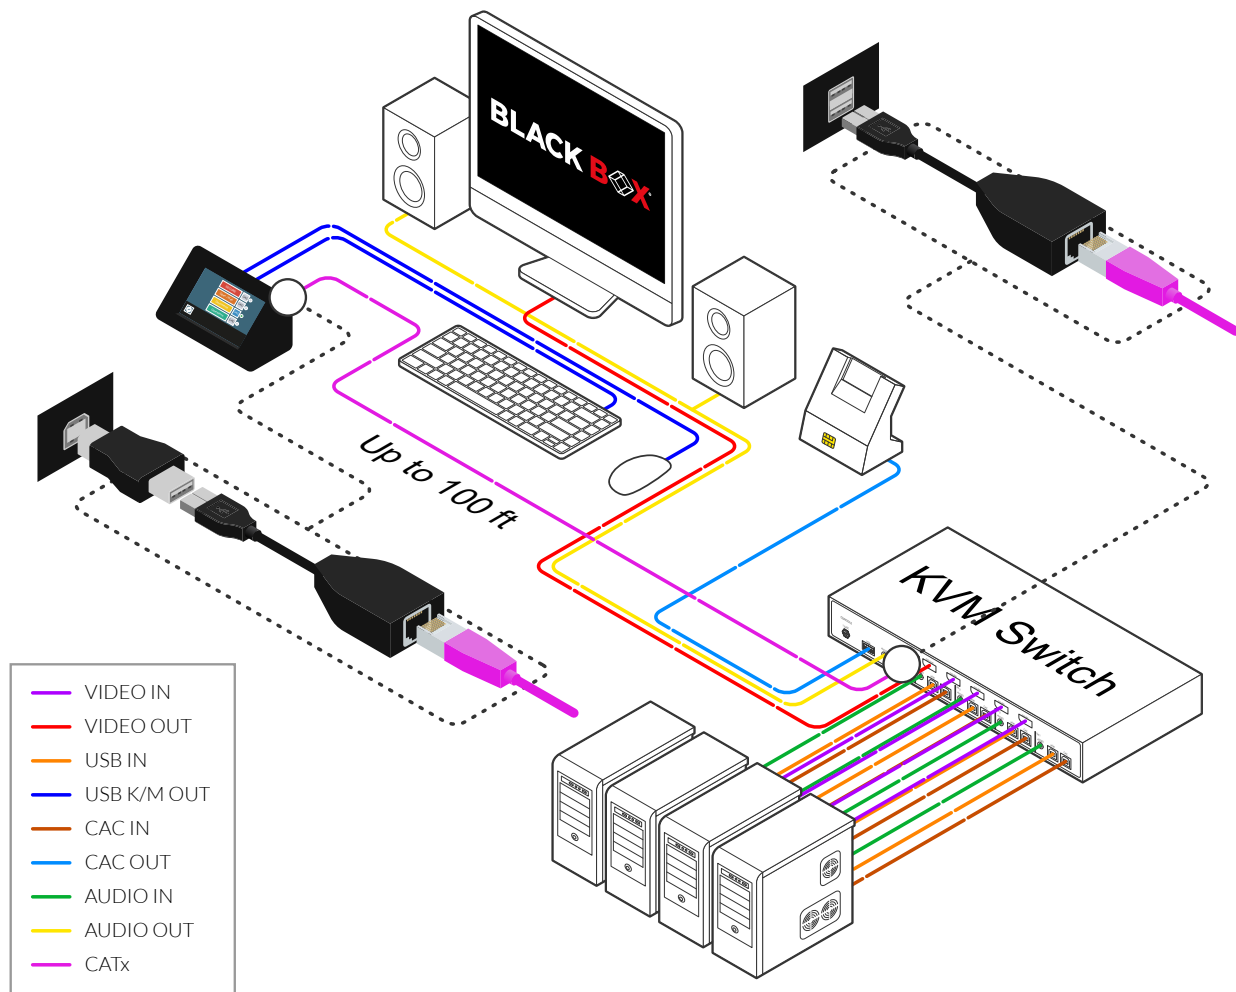 BLACK BOX
Up to 100 ft
KVM Switch
VIDEO IN
VIDEO OUT
USB IN
USB K/M OUT
CAC IN
CAC OUT
AUDIO IN
AUDIO OUT
CATx